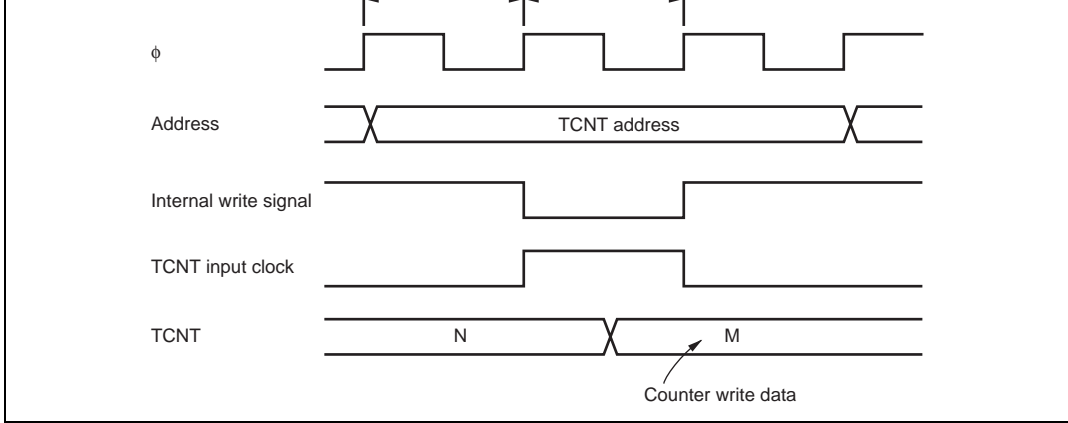 ϕ
Address
TCNT address
Internal write signal
TCNT input clock
TCNT
N
M
Counter write data